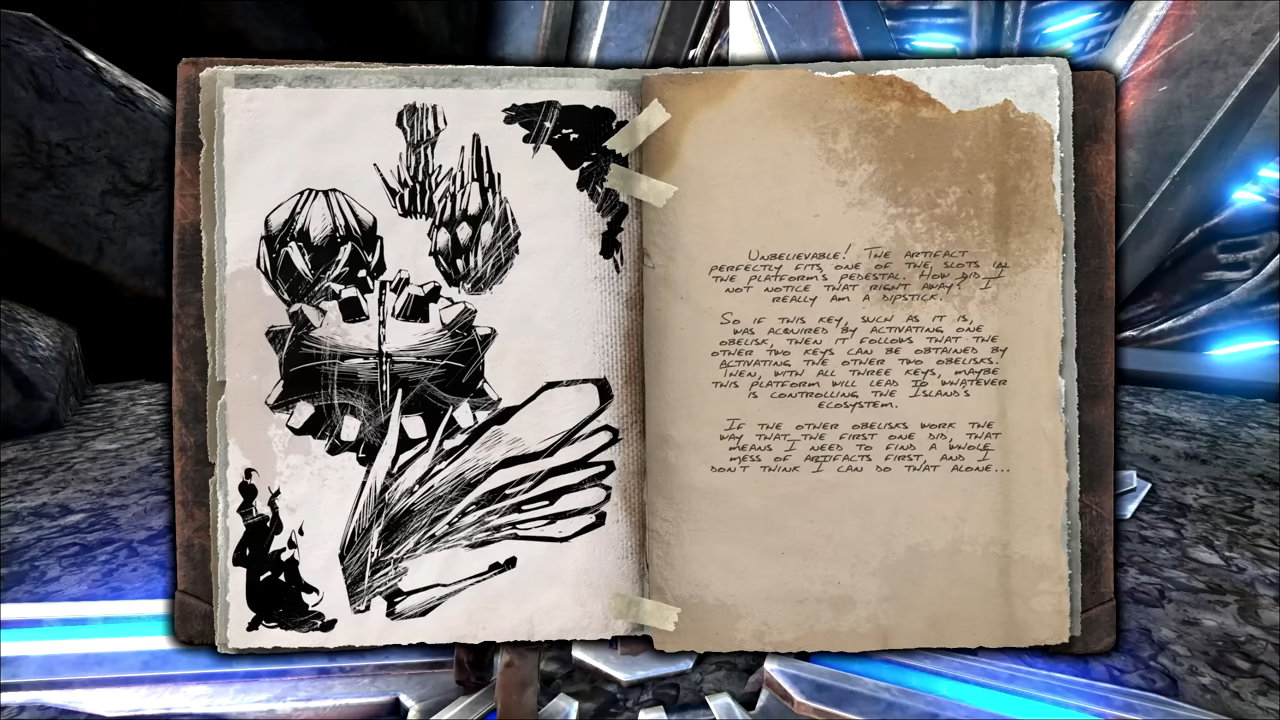 UNBELIEVABLE! THE ARTIFACT
PERFECTLY FITS ONE OF THE SLOTS IN
THE PLATFORM'S PEDESTAL. HOW DID I
NOT NOTICE THAT RIGHT AWAY? I
REALLY AM A DIPSTICK.
SO IF THIS KEY, SUCH AS IT IS,
WAS ACQUIRED BY ACTIVATING ONE
OBELISK, THEN IT FOLLOWS THAT THE
OTHER TWO KEYS CAN BE OBTAINED BY
ACTIVATING THE OTHER TWO OBELISKS.
THEN, WITH ALL THREE KEYS, MAYBE
THIS PLATFORM WILL LEAD TO WHATEVER
IS CONTROLLING THE ISLAND'S
ECOSYSTEM.
IF THE OTHER OBELISKS WORK THE
WAY THAT THE FIRST ONE DID, THAT
MEANS I NEED TO FIND A WHOLE
MESS OF ARTIFACTS FIRST, AND I
DON'T THINK I CAN DO THAT ALONE...